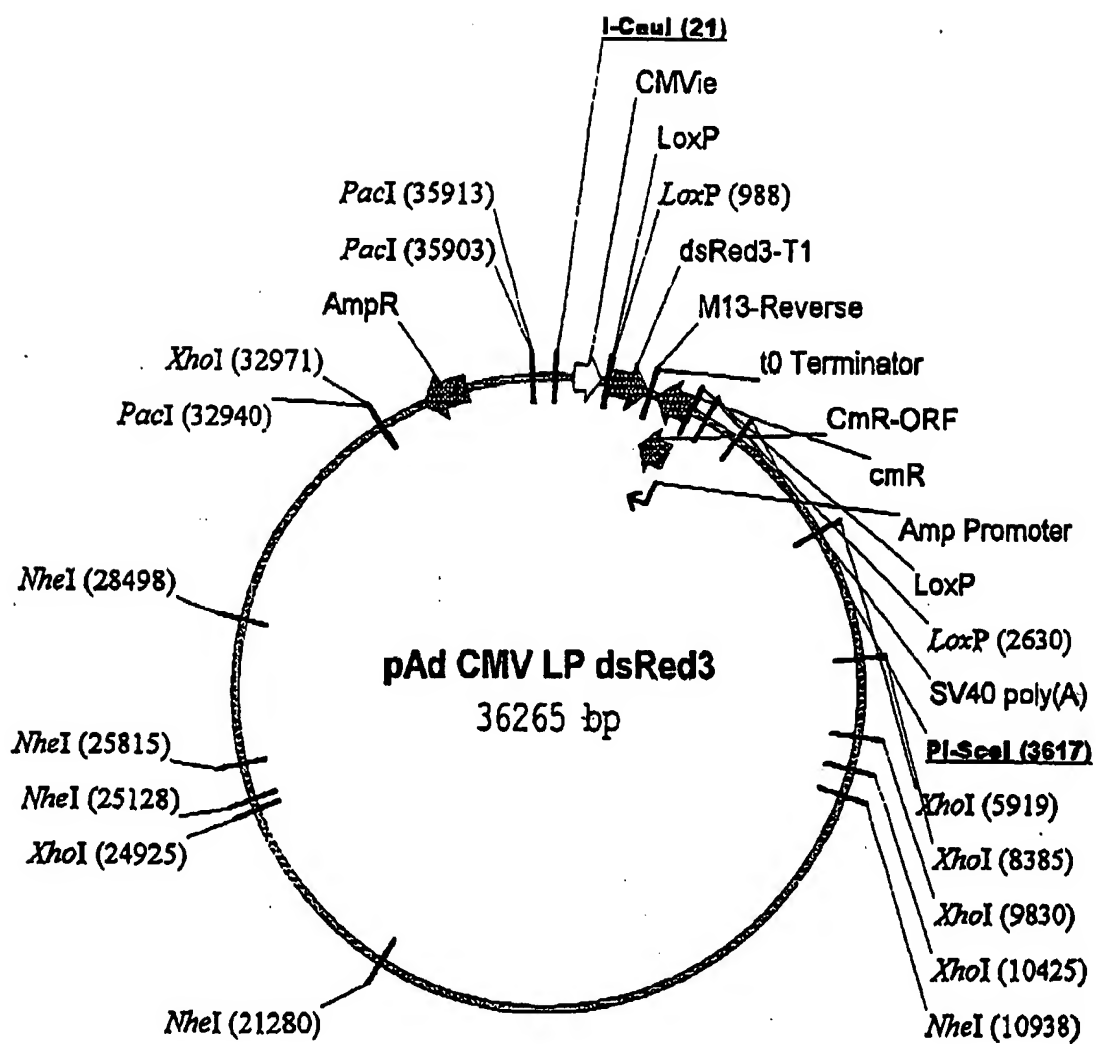 I-CeuI (21)
CMVie
LoxP
PacI (35913)
LoxP (988)
PacI (35903)
dsRed3-T1
AmpR
M13-Reverse
XhoI (32971)
t0 Terminator
PacI (32940)
CmR-ORF
cmR
Amp Promoter
NheI (28498)
LoxP
LoxP (2630)
pAd CMV LP dsRed3
36265 bp
SV40 poly(A)
NheI (25815)
PI-SceI (3617)
NheI (25128)
XhoI (5919)
XhoI (24925)
XhoI (8385)
XhoI (9830)
XhoI (10425)
NheI (21280)
NheI (10938)